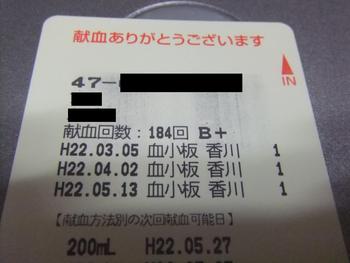 献血ありがとうございます
IN
47-
献血回数:184回 B+
H22.03.05 血小板 香川 1
H22.04.02 血小板 香川 1
H22.05.13 血小板 香川 1
【献血方法別の次回献血可能日】
200mL H22.05.27